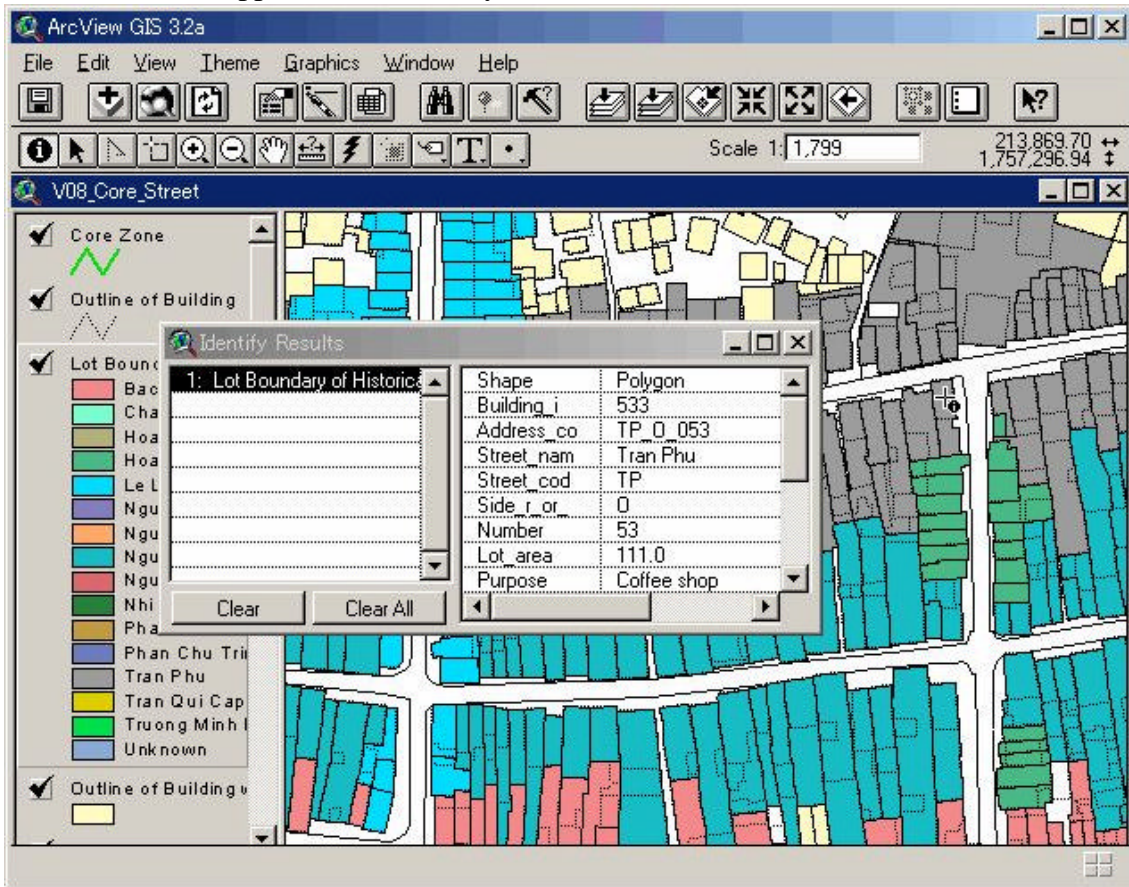 ArcView GIS 3.2a
File Edit View Theme Graphics Window Help
Scale 1: 1,799
213,869.70
1,757,296.94
V08_Core_Street
Core Zone
Outline of Building
Lot Bound
Bac
Cha
Hoa
Hoa
Le L
Ngu
Ngu
Ngu
Ngu
Nhi
Pha
Phan Chu Trin
Tran Phu
Tran Qui Cap
Truong Minh
Unknown
Outline of Building
Identify Results
1: Lot Boundary of Historica
Shape Polygon
Building_i 533
Address_co TP_O_053
Street_nam Tran Phu
Street_cod TP
Side_r_or_ O
Number 53
Lot_area 111.0
Purpose Coffee shop
Clear Clear All